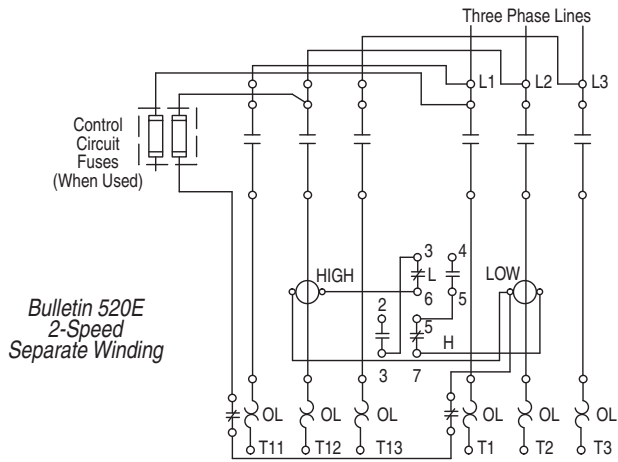 Three Phase Lines
L1 L2 L3
Control
Circuit
Fuses
(When Used)
3 4
HIGH L LOW
6 5
2
5
H
3 7
Bulletin 520E
2-Speed
Separate Winding
OL OL OL OL OL OL
T11 T12 T13 T1 T2 T3